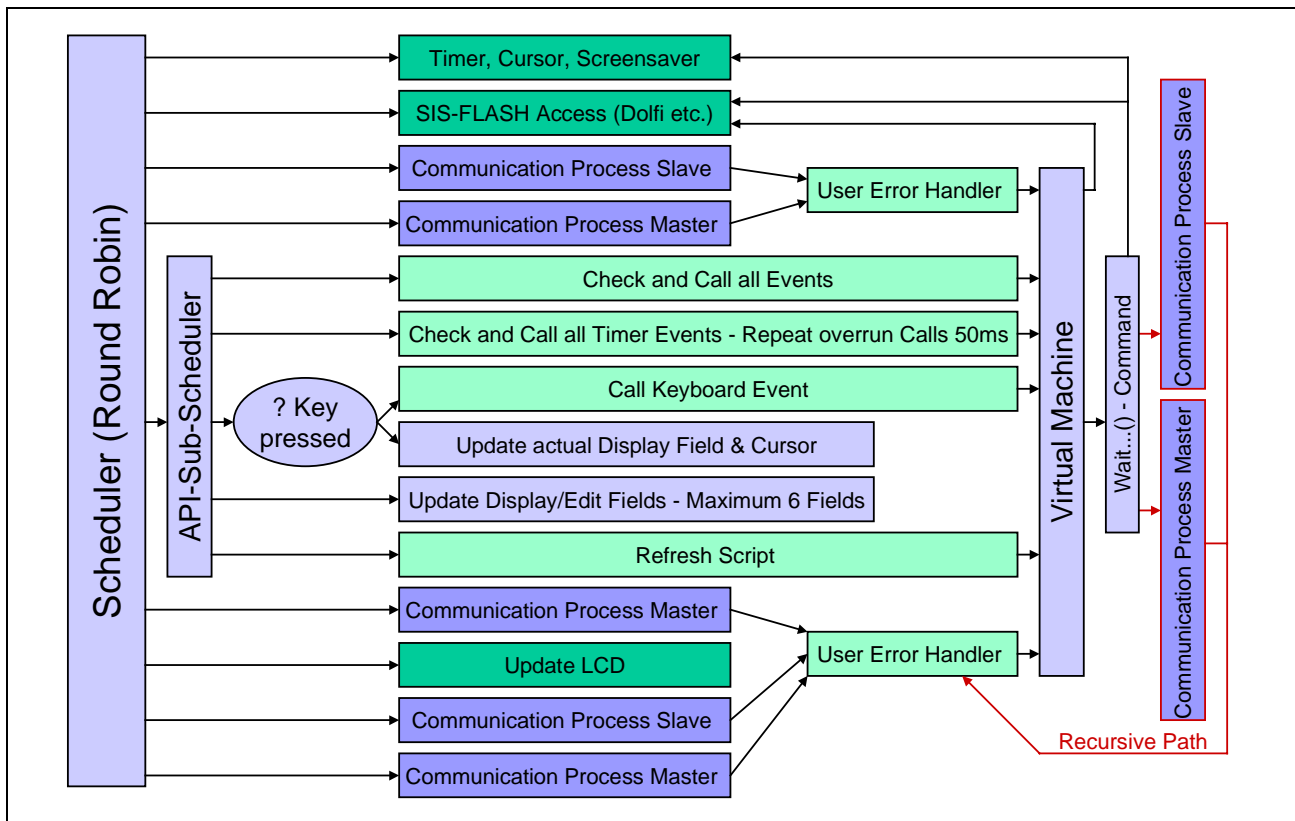 Scheduler (Round Robin)
Timer, Cursor, Screensaver
SIS-FLASH Access (Dolfi etc.)
Communication Process Slave
Communication Process Master
User Error Handler
API-Sub-Scheduler
Check and Call all Events
Check and Call all Timer Events - Repeat overrun Calls 50ms
? Key
pressed
Call Keyboard Event
Update actual Display Field & Cursor
Update Display/Edit Fields - Maximum 6 Fields
Refresh Script
Communication Process Master
Update LCD
Communication Process Slave
Communication Process Master
User Error Handler
Virtual Machine
Wait...() - Command
Communication Process Slave
Communication Process Master
Recursive Path